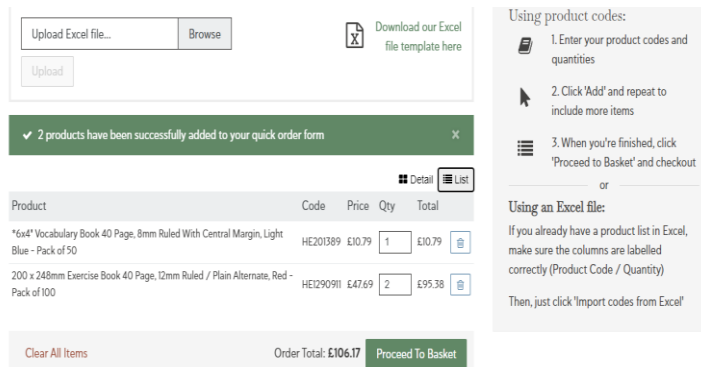 Upload Excel file...
Browse
Download our Excel
file template here
Upload
2 products have been successfully added to your quick order form
x
Detail
List
Product Code Price Qty Total
*6x4" Vocabulary Book 40 Page, 8mm Ruled With Central Margin, Light
Blue - Pack of 50
HE201389 £10.79 1 £10.79
200 x 248mm Exercise Book 40 Page, 12mm Ruled / Plain Alternate, Red -
Pack of 100
HE1290911 £47.69 2 £95.38
Clear All Items
Order Total: £106.17
Proceed To Basket
Using product codes:
1. Enter your product codes and
quantities
2. Click 'Add' and repeat to
include more items
3. When you're finished, click
'Proceed to Basket' and checkout
or
Using an Excel file:
If you already have a product list in Excel,
make sure the columns are labelled
correctly (Product Code / Quantity)
Then, just click 'Import codes from Excel'